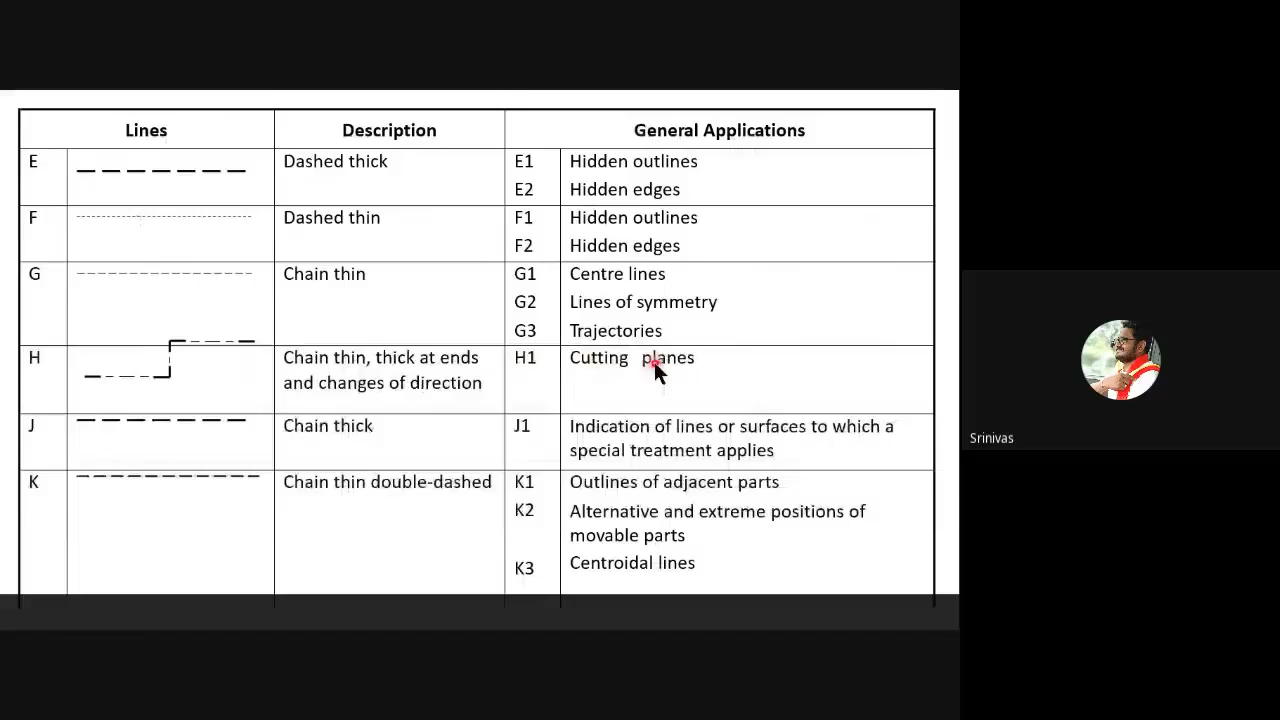 Lines Description General Applications
E Dashed thick E1 Hidden outlines
E2 Hidden edges
F Dashed thin F1 Hidden outlines
F2 Hidden edges
G Chain thin G1 Centre lines
G2 Lines of symmetry
G3 Trajectories
H Chain thin, thick at ends H1 Cutting planes
and changes of direction
J Chain thick J1 Indication of lines or surfaces to which a
special treatment applies
K Chain thin double-dashed K1 Outlines of adjacent parts
K2 Alternative and extreme positions of
movable parts
K3 Centroidal lines
Srinivas